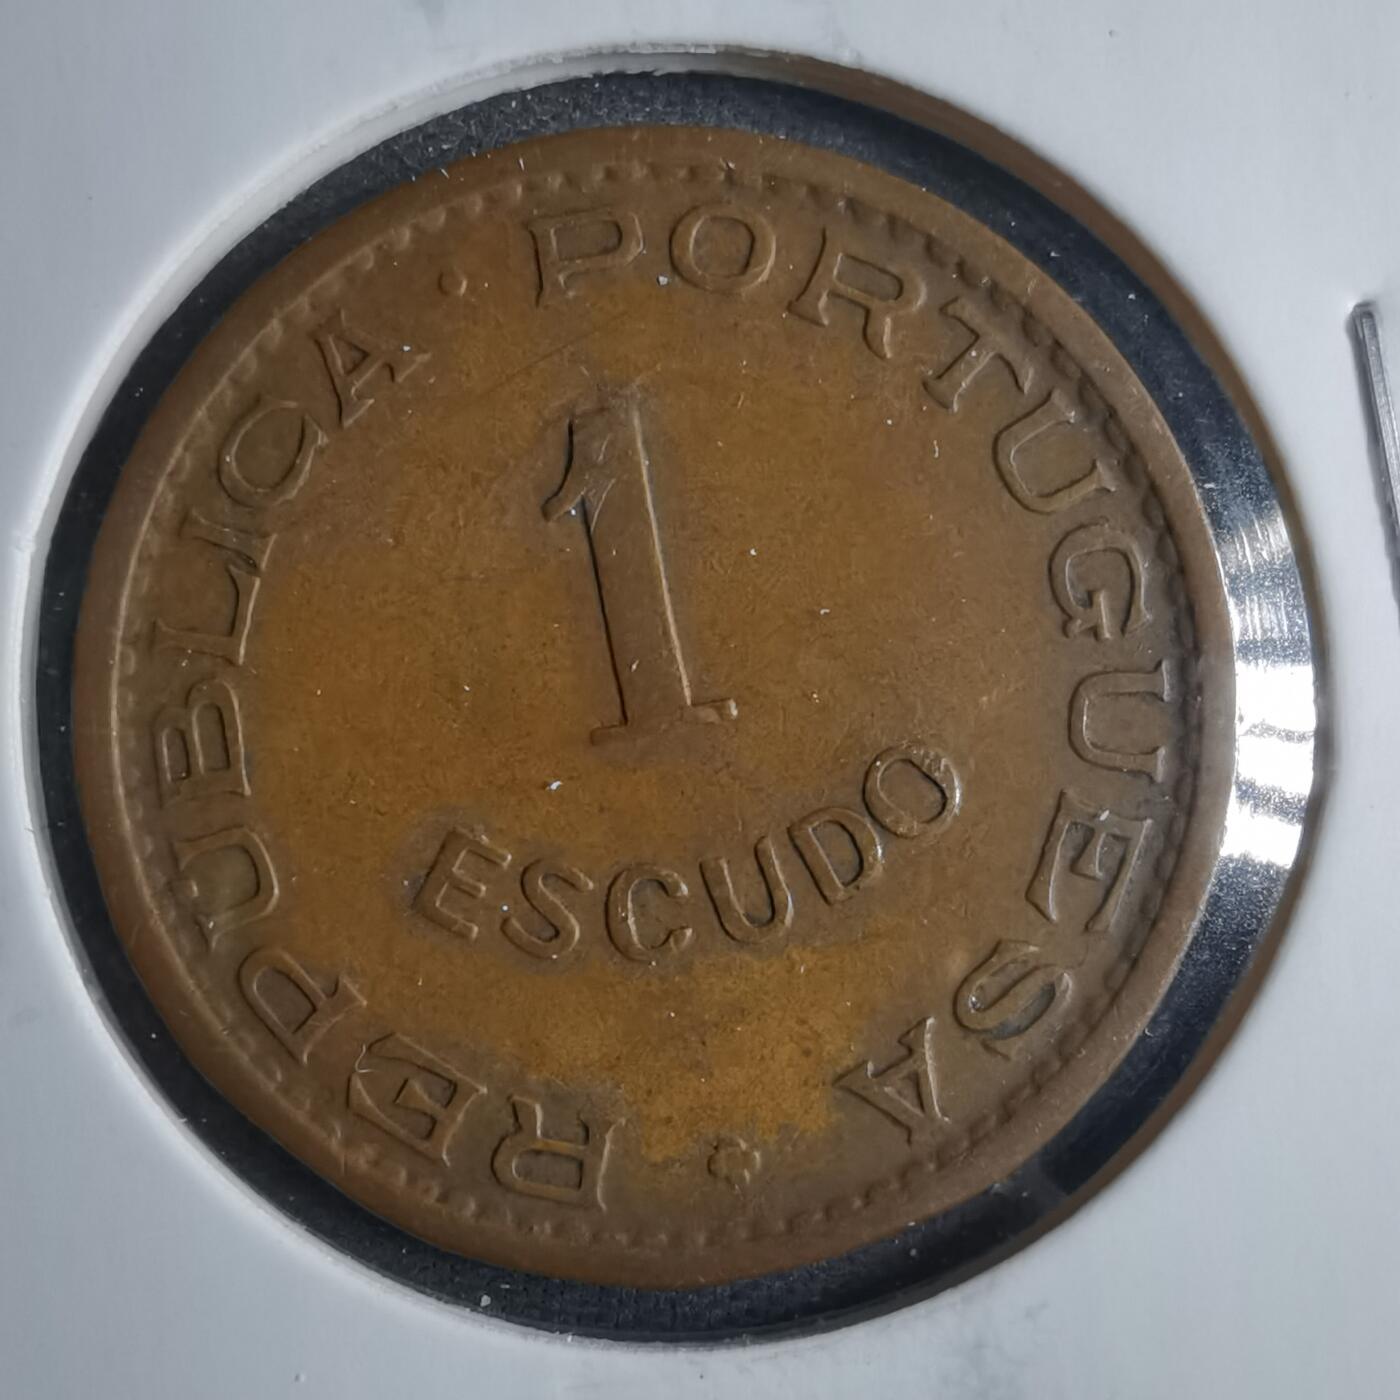 REPUBLICA · PORTUGUESA ·
1
ESCUDO